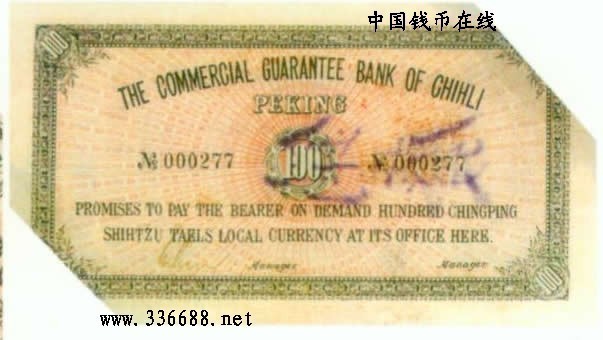 中国钱币在线
100
THE COMMERCIAL GUARANTEE BANK OF CHIHLI
PEKING
№ 000277 100 № 000277
PROMISES TO PAY THE BEARER ON DEMAND HUNDRED CHINGPING
SHIHTZU TAELS LOCAL CURRENCY AT ITS OFFICE HERE.
Manager Manager
100
www.336688.net